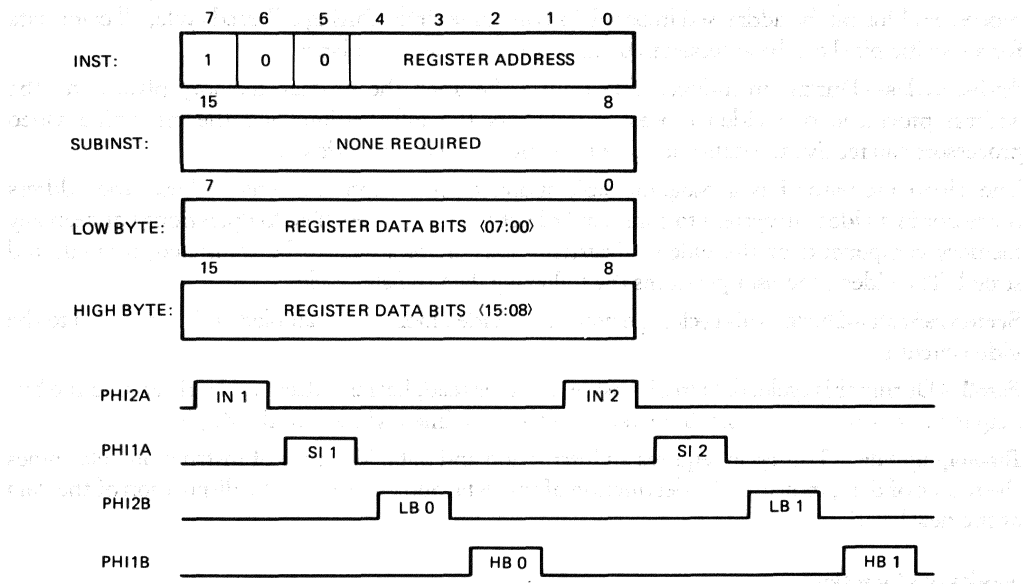 7 6 5 4 3 2 1 0
INST: 1 0 0 REGISTER ADDRESS
15 8
SUBINST: NONE REQUIRED
7 0
LOW BYTE: REGISTER DATA BITS ⟨07:00⟩
15 8
HIGH BYTE: REGISTER DATA BITS ⟨15:08⟩
PHI2A IN 1 IN 2
PHI1A SI 1 SI 2
PHI2B LB 0 LB 1
PHI1B HB 0 HB 1